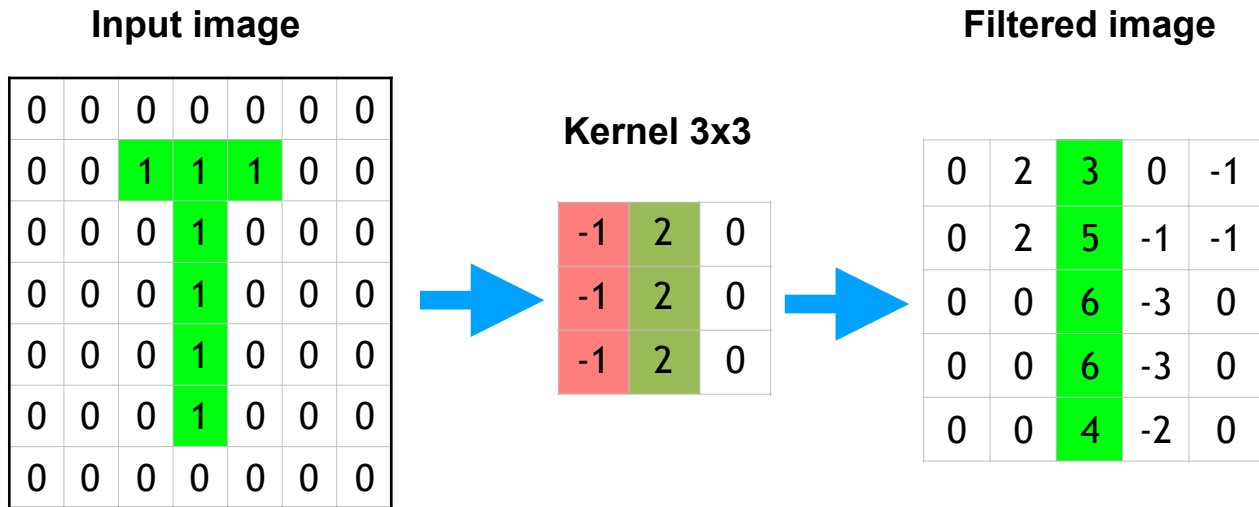 Input image
0 0 0 0 0 0 0
0 0 1 1 1 0 0
0 0 0 1 0 0 0
0 0 0 1 0 0 0
0 0 0 1 0 0 0
0 0 0 1 0 0 0
0 0 0 0 0 0 0
Kernel 3x3
-1 2 0
-1 2 0
-1 2 0
Filtered image
0 2 3 0 -1
0 2 5 -1 -1
0 0 6 -3 0
0 0 6 -3 0
0 0 4 -2 0